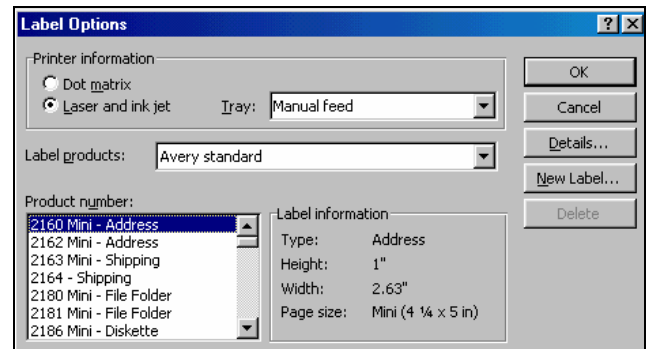 Label Options
Printer information
Dot matrix
Laser and ink jet
Tray: Manual feed
Label products: Avery standard
Product number:
2160 Mini - Address
2162 Mini - Address
2163 Mini - Shipping
2164 - Shipping
2180 Mini - File Folder
2181 Mini - File Folder
2186 Mini - Diskette
Label information
Type: Address
Height: 1"
Width: 2.63"
Page size: Mini (4 ¼ x 5 in)
OK
Cancel
Details...
New Label...
Delete